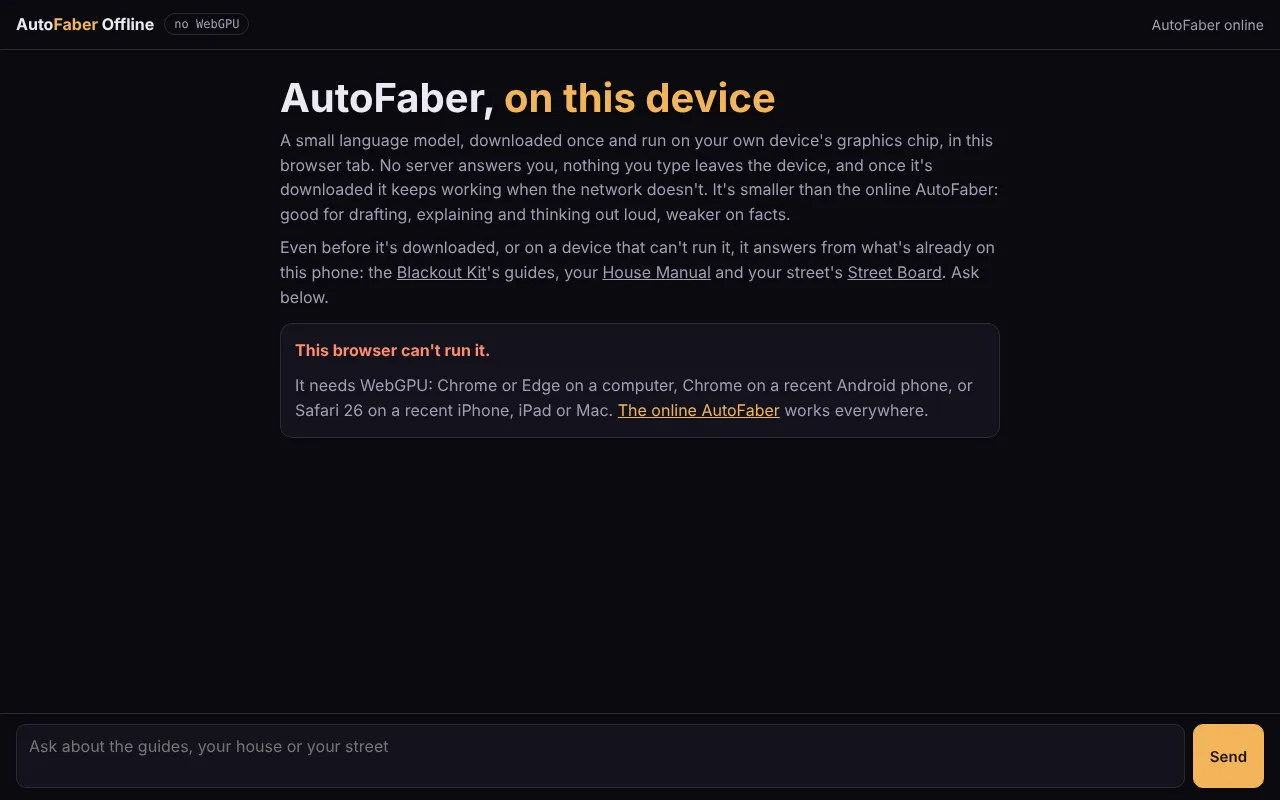 AutoFaber Offline no WebGPU AutoFaber online
AutoFaber, on this device
A small language model, downloaded once and run on your own device's graphics chip, in this
browser tab. No server answers you, nothing you type leaves the device, and once it's
downloaded it keeps working when the network doesn't. It's smaller than the online AutoFaber:
good for drafting, explaining and thinking out loud, weaker on facts.
Even before it's downloaded, or on a device that can't run it, it answers from what's already on
this phone: the Blackout Kit's guides, your House Manual and your street's Street Board. Ask
below.
This browser can't run it.
It needs WebGPU: Chrome or Edge on a computer, Chrome on a recent Android phone, or
Safari 26 on a recent iPhone, iPad or Mac. The online AutoFaber works everywhere.
Ask about the guides, your house or your street
Send